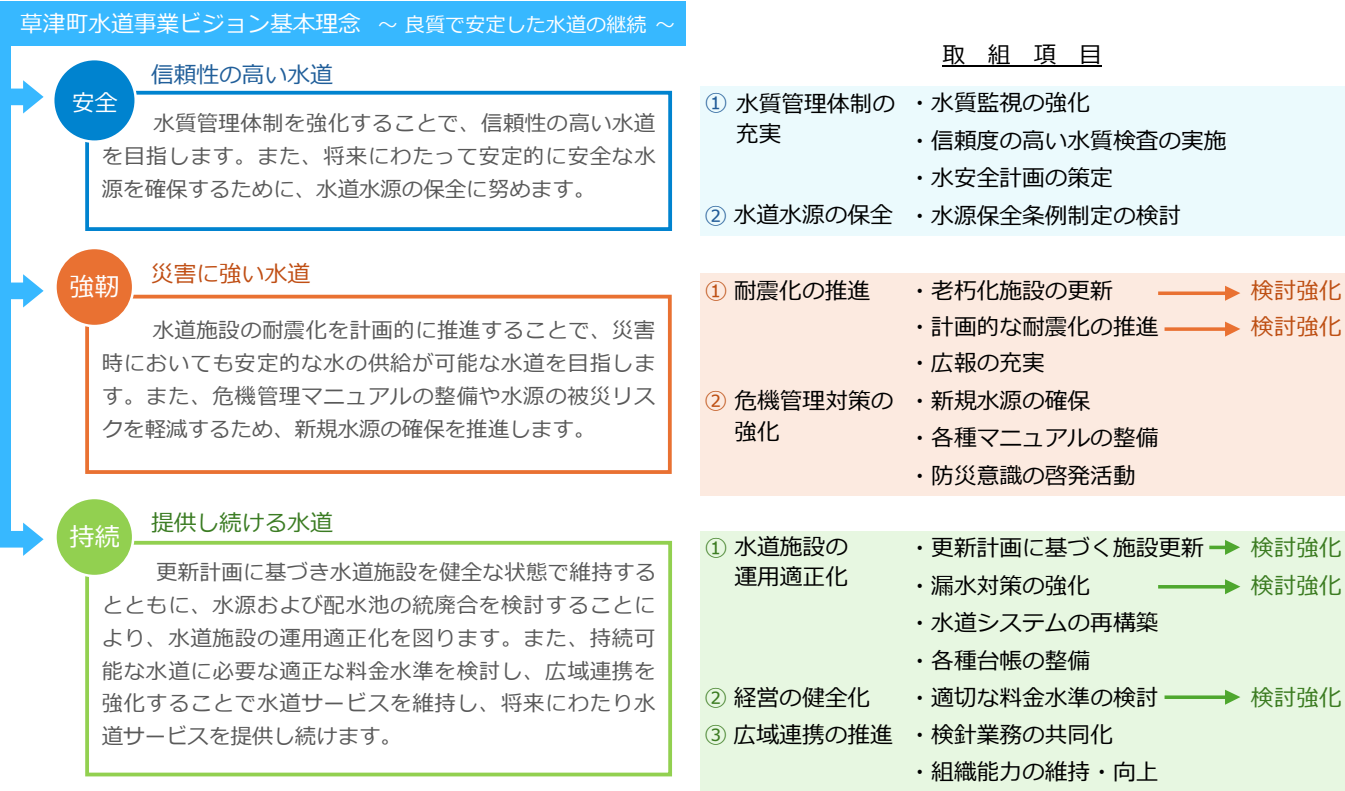 草津町水道事業ビジョン基本理念 ～ 良質で安定した水道の継続 ～
安全
信頼性の高い水道
水質管理体制を強化することで、信頼性の高い水道
を目指します。また、将来にわたって安定的に安全な水
源を確保するために、水道水源の保全に努めます。
強靭
災害に強い水道
水道施設の耐震化を計画的に推進することで、災害
時においても安定的な水の供給が可能な水道を目指しま
す。また、危機管理マニュアルの整備や水源の被災リス
クを軽減するため、新規水源の確保を推進します。
持続
提供し続ける水道
更新計画に基づき水道施設を健全な状態で維持する
とともに、水源および配水池の統廃合を検討することに
より、水道施設の運用適正化を図ります。また、持続可
能な水道に必要な適正な料金水準を検討し、広域連携を
強化することで水道サービスを維持し、将来にわたり水
道サービスを提供し続けます。
取 組 項 目
① 水質管理体制の ・水質監視の強化
充実 ・信頼度の高い水質検査の実施
・水安全計画の策定
② 水道水源の保全 ・水源保全条例制定の検討
① 耐震化の推進 ・老朽化施設の更新 検討強化
・計画的な耐震化の推進 検討強化
・広報の充実
② 危機管理対策の ・新規水源の確保
強化 ・各種マニュアルの整備
・防災意識の啓発活動
① 水道施設の ・更新計画に基づく施設更新 検討強化
運用適正化 ・漏水対策の強化 検討強化
・水道システムの再構築
・各種台帳の整備
② 経営の健全化 ・適切な料金水準の検討 検討強化
③ 広域連携の推進 ・検針業務の共同化
・組織能力の維持・向上